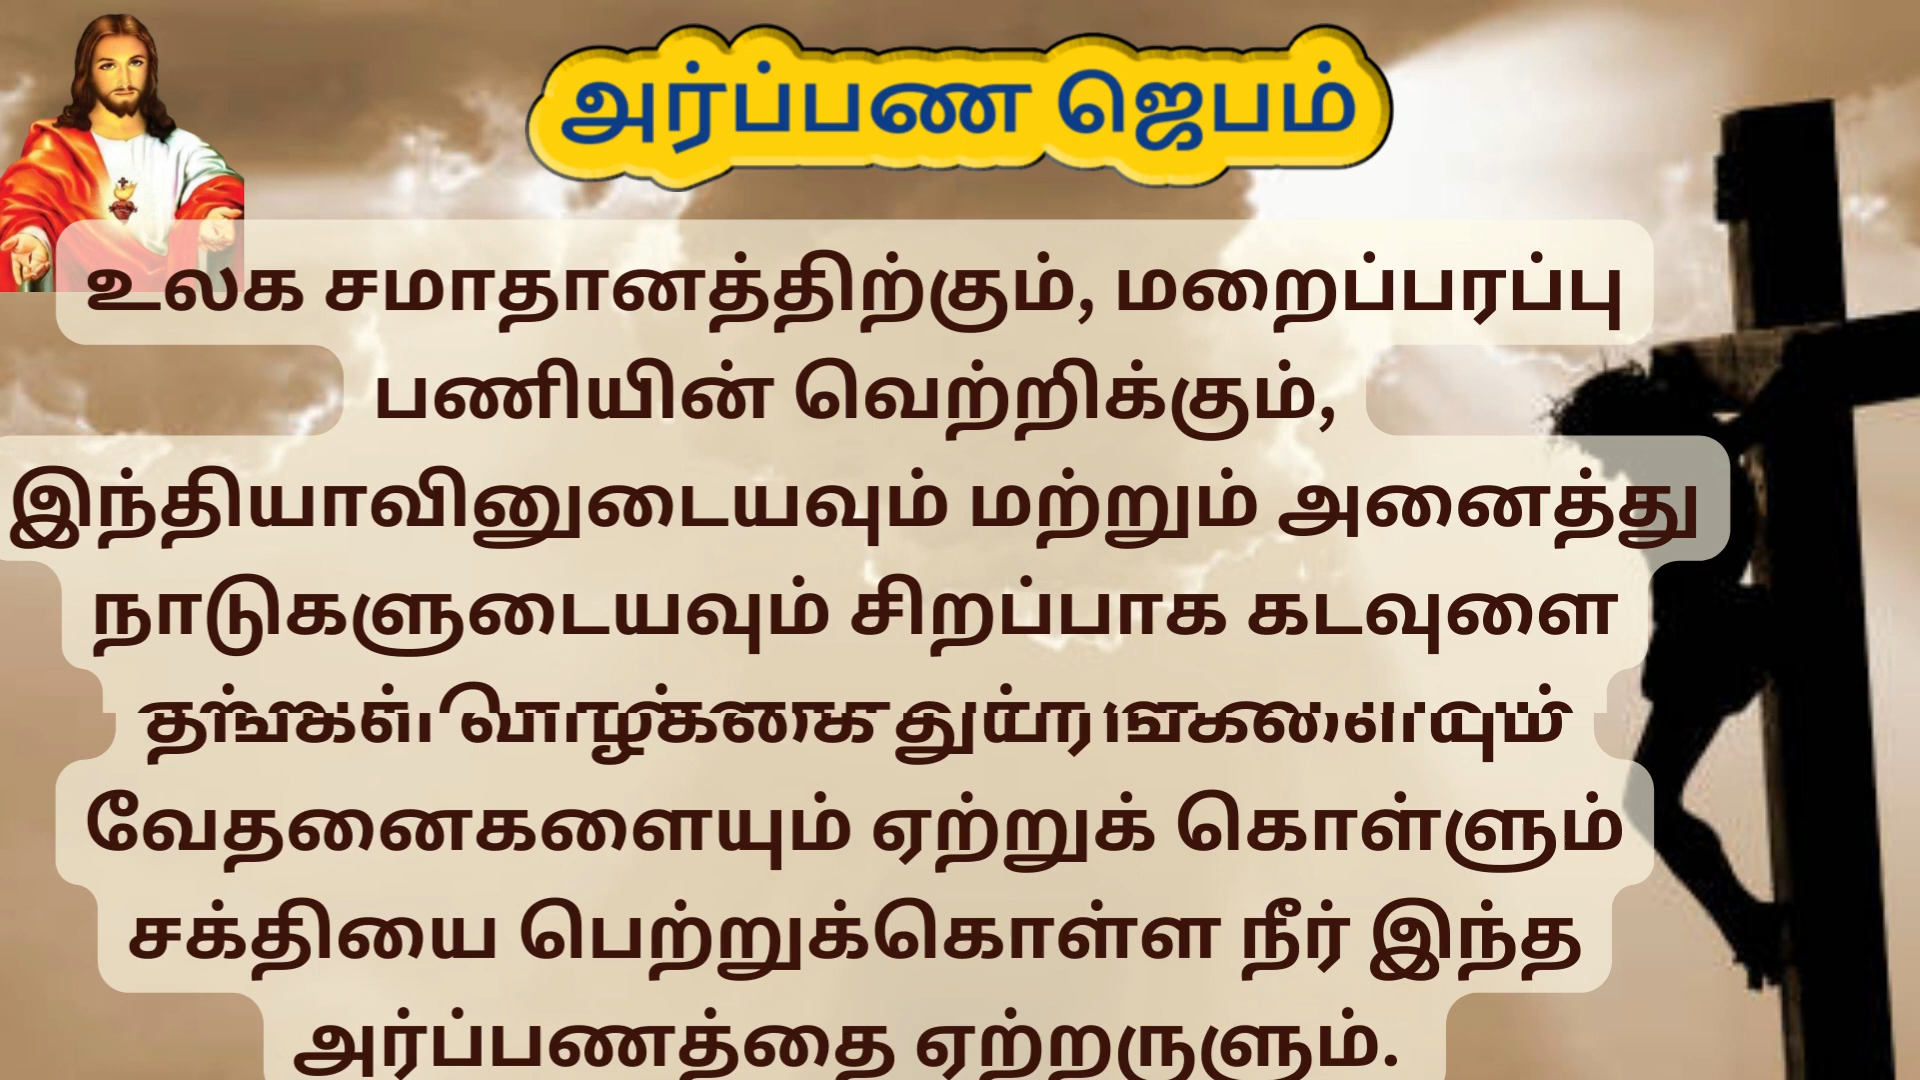 அர்ப்பண ஜெபம்
உலக சமாதானத்திற்கும், மறைப்பரப்பு
பணியின் வெற்றிக்கும்,
இந்தியாவினுடையவும் மற்றும் அனைத்து
நாடுகளுடையவும் சிறப்பாக கடவுளை
வேதனைகளையும் ஏற்றுக் கொள்ளும்
சக்தியை பெற்றுக்கொள்ள நீர் இந்த
அர்ப்பணத்தை ஏற்றருளும்.